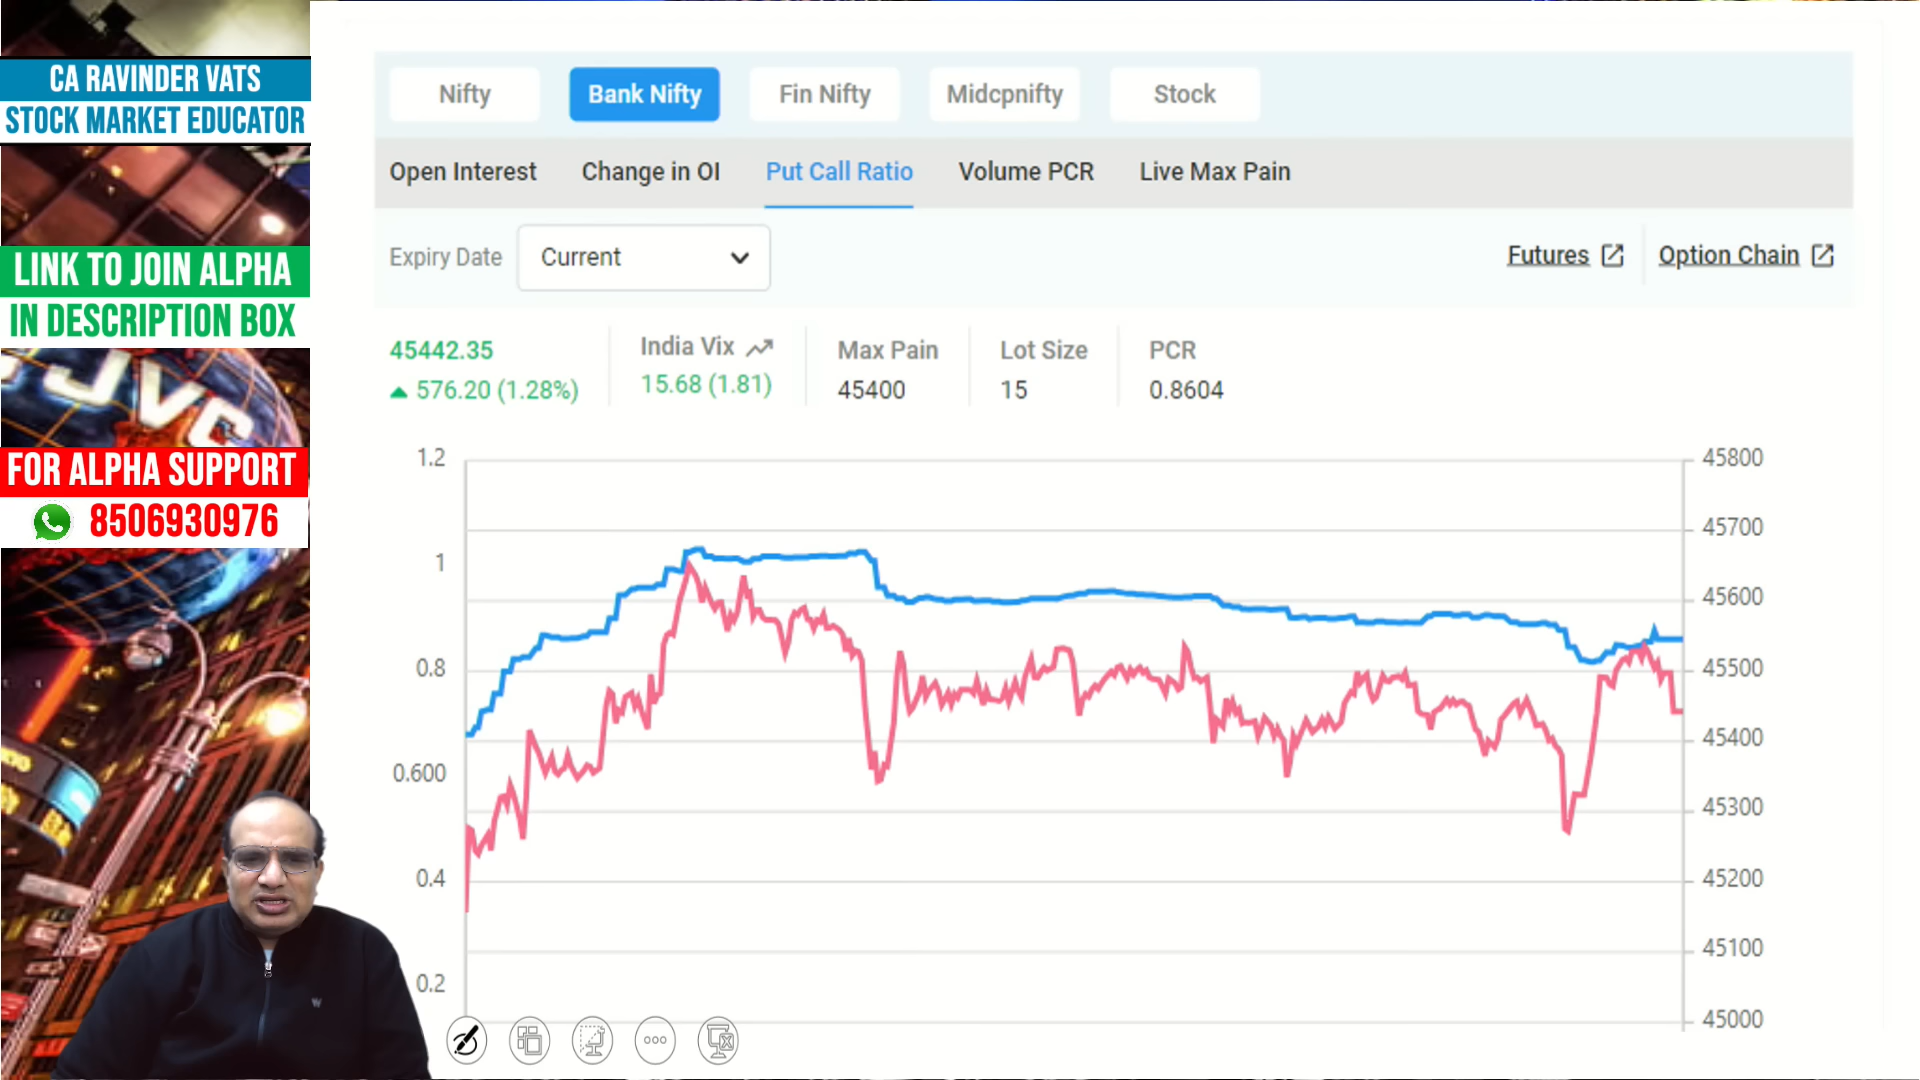 CA RAVINDER VATS
STOCK MARKET EDUCATOR
LINK TO JOIN ALPHA
IN DESCRIPTION BOX
JVC
FOR ALPHA SUPPORT
8506930976
Nifty
Bank Nifty
Fin Nifty
Midcpnifty
Stock
Open Interest
Change in OI
Put Call Ratio
Volume PCR
Live Max Pain
Expiry Date
Current
Futures
Option Chain
45442.35
576.20 (1.28%)
India Vix
15.68 (1.81)
Max Pain
45400
Lot Size
15
PCR
0.8604
1.2
1
0.8
0.600
0.4
0.2
45800
45700
45600
45500
45400
45300
45200
45100
45000